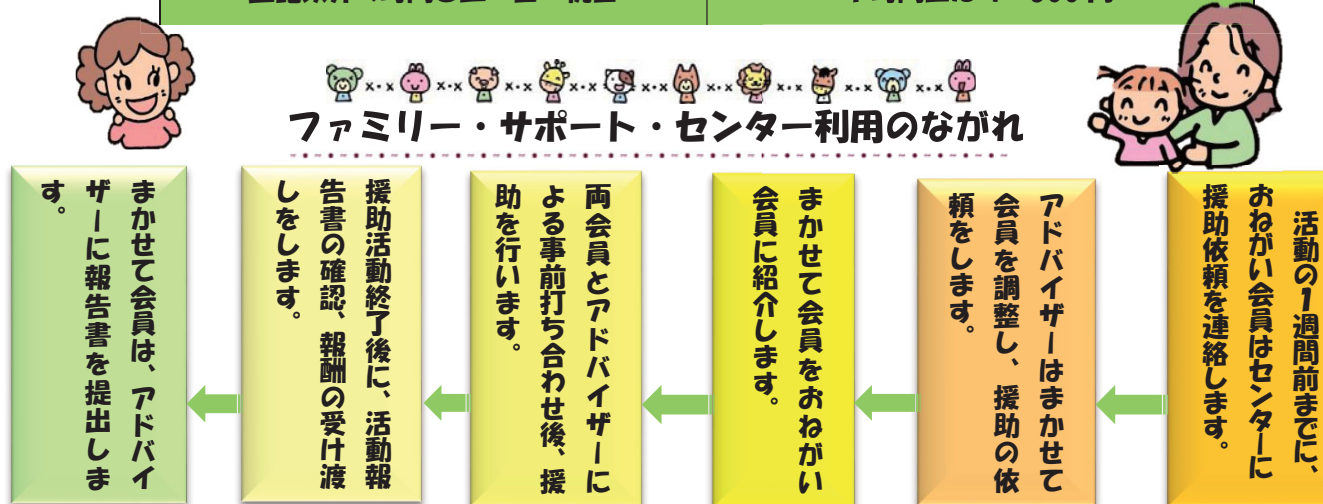 ファミリー・サポート・センター利用のながれ
活動の1週間前までに、
おねがい会員はセンターに
援助依頼を連絡します。
アドバイザーはまかせて
会員を調整し、援助の依
頼をします。
まかせて会員をおねがい
会員に紹介します。
両会員とアドバイザーに
よる事前打ち合わせ後、援
助を行います。
援助活動終了後に、活動報
告書の確認、報酬の受け渡
しをします。
まかせて会員は、アドバイ
ザーに報告書を提出しま
す。